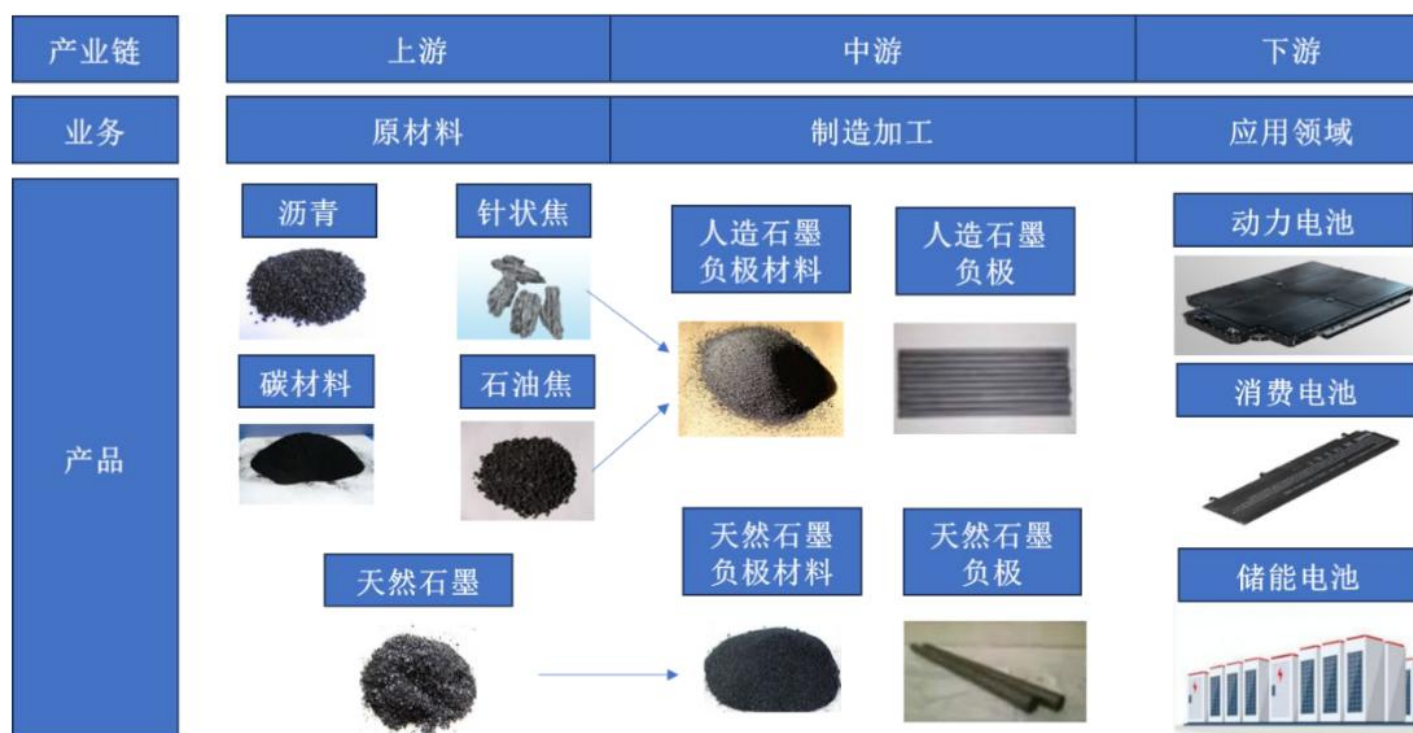 产业链
上游
中游
下游
业务
原材料
制造加工
应用领域
产品
沥青
针状焦
碳材料
石油焦
天然石墨
人造石墨
负极材料
人造石墨
负极
天然石墨
负极材料
天然石墨
负极
动力电池
消费电池
储能电池